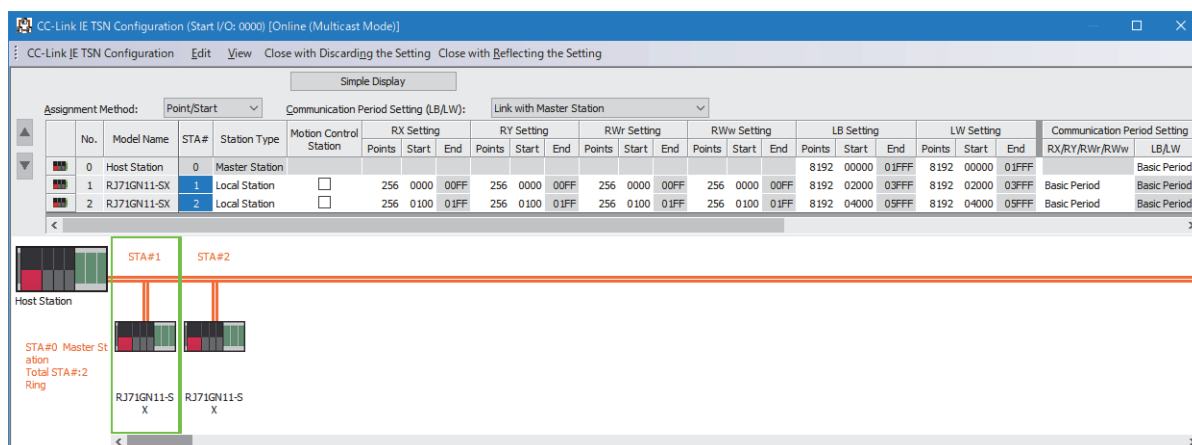 CC-Link IE TSN Configuration (Start I/O: 0000) [Online (Multicast Mode)]
CC-Link IE TSN Configuration Edit View Close with Discarding the Setting Close with Reflecting the Setting
Simple Display
Assignment Method: Point/Start Communication Period Setting (LB/LW): Link with Master Station
No. Model Name STA# Station Type Motion Control Station RX Setting RY Setting RWr Setting RWw Setting LB Setting LW Setting Communication Period Setting
Points Start End Points Start End Points Start End Points Start End Points Start End Points Start End RX/RY/RWr/RWw LB/LW
0 Host Station 0 Master Station 8192 00000 01FFF 8192 00000 01FFF Basic Period
1 RJ71GN11-SX 1 Local Station 256 0000 00FF 256 0000 00FF 256 0000 00FF 256 0000 00FF 8192 02000 03FFF 8192 02000 03FFF Basic Period Basic Period
2 RJ71GN11-SX 2 Local Station 256 0100 01FF 256 0100 01FF 256 0100 01FF 256 0100 01FF 8192 04000 05FFF 8192 04000 05FFF Basic Period Basic Period
STA#1 STA#2
Host Station
STA#0 Master St
ation
Total STA#:2
Ring
RJ71GN11-S
X
RJ71GN11-S
X